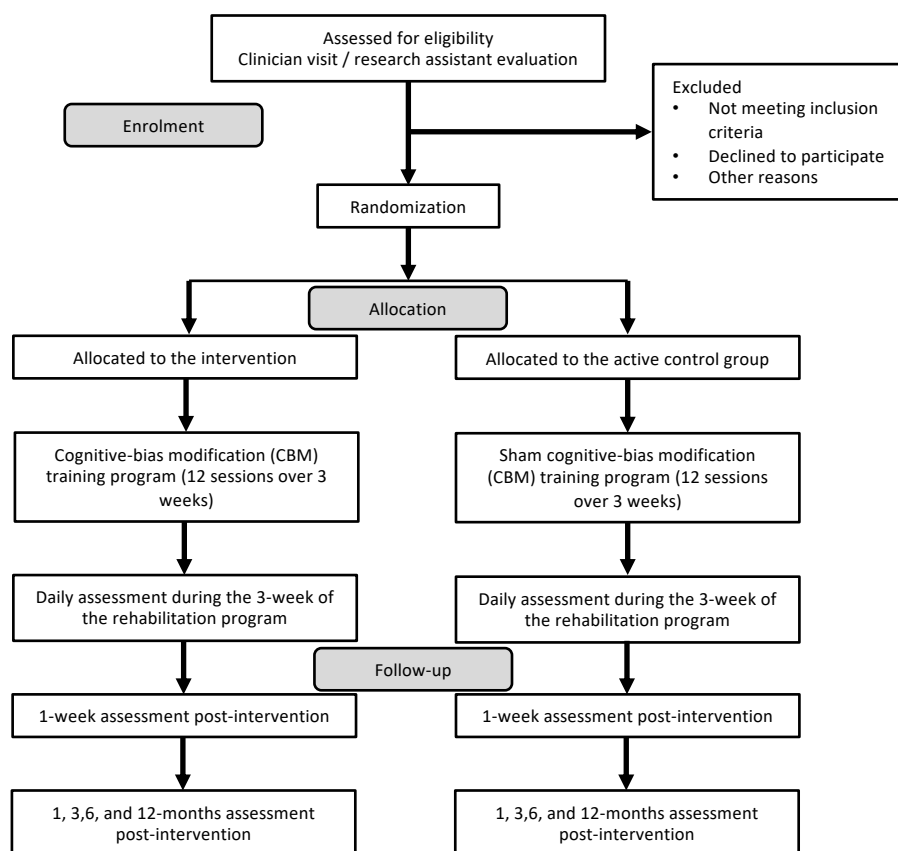 Assessed for eligibility
Clinician visit / research assistant evaluation
Excluded
• Not meeting inclusion
criteria
• Declined to participate
• Other reasons
Enrolment
Randomization
Allocation
Allocated to the intervention
Allocated to the active control group
Cognitive-bias modification (CBM)
training program (12 sessions over 3
weeks)
Sham cognitive-bias modification
(CBM) training program (12 sessions
over 3 weeks)
Daily assessment during the 3-week of
the rehabilitation program
Daily assessment during the 3-week of
the rehabilitation program
Follow-up
1-week assessment post-intervention
1-week assessment post-intervention
1, 3,6, and 12-months assessment
post-intervention
1, 3,6, and 12-months assessment
post-intervention